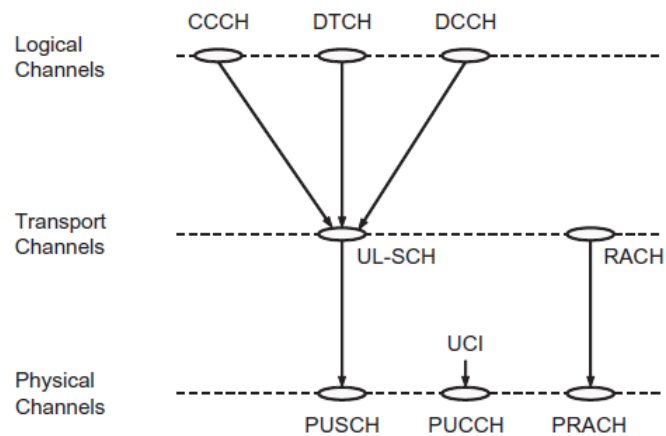 CCCH DTCH DCCH
Logical
Channels
Transport
Channels
UL-SCH RACH
UCI
Physical
Channels
PUSCH PUCCH PRACH